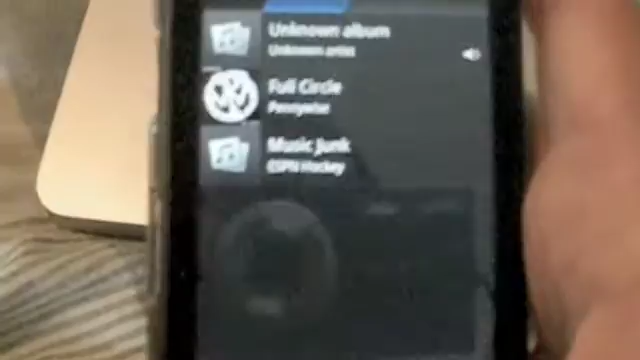 Unknown album
Unknown artist
Full Circle
Pennywise
Music Junk
ESPN Hockey